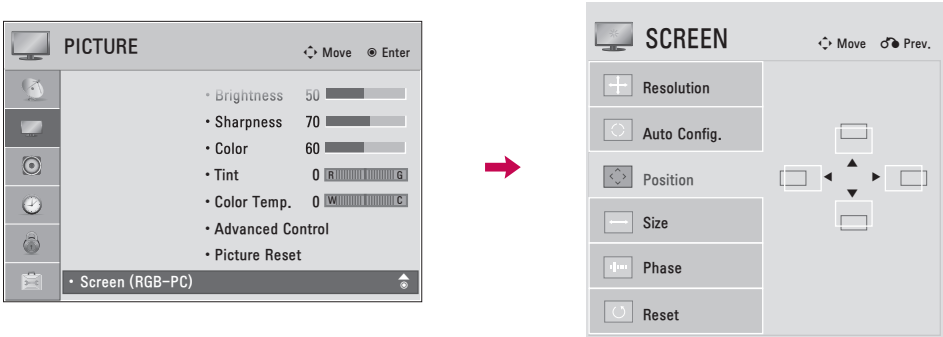 PICTURE
Move Enter
• Brightness 50
• Sharpness 70
• Color 60
• Tint 0 R G
• Color Temp. 0 W C
• Advanced Control
• Picture Reset
• Screen (RGB-PC)
SCREEN
Move Prev.
Resolution
Auto Config.
Position
Size
Phase
Reset